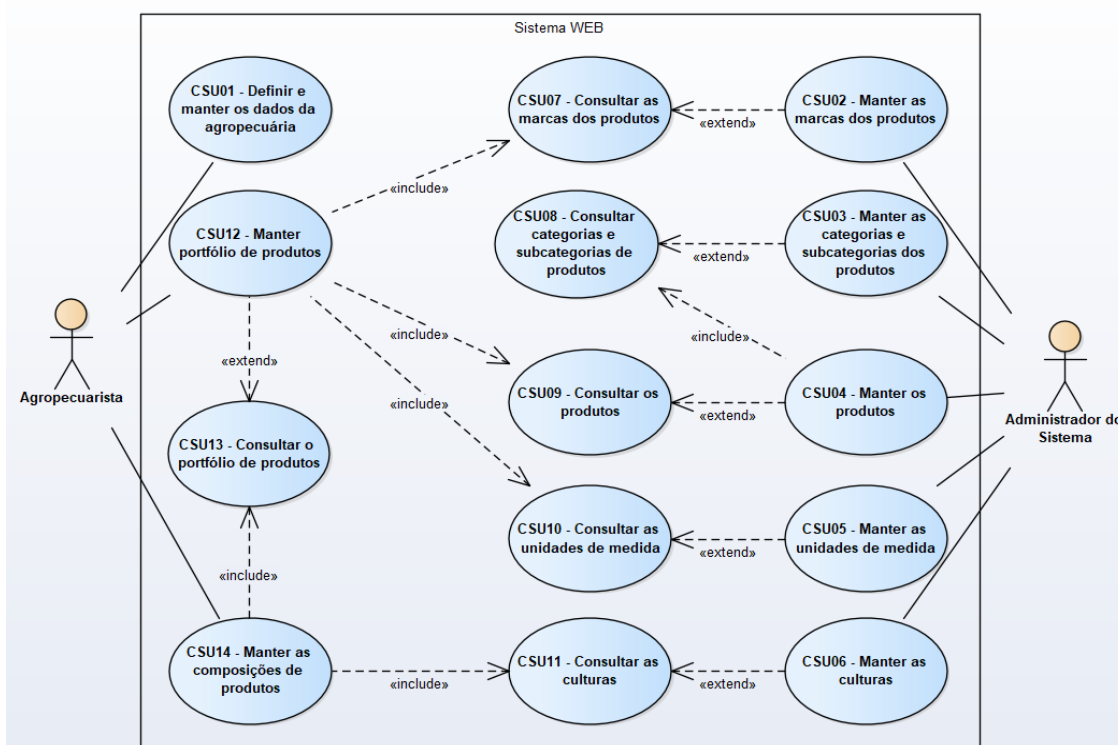 Sistema WEB
CSU01 - Definir e
manter os dados da
agropecuária
CSU07 - Consultar as
marcas dos produtos
«extend»
CSU02 - Manter as
marcas dos produtos
«include»
CSU12 - Manter
portfólio de produtos
CSU08 - Consultar
categorias e
subcategorias de
produtos
«extend»
CSU03 - Manter as
categorias e
subcategorias dos
produtos
«include»
«include»
«extend»
«include»
Agropecuarista
CSU09 - Consultar os
produtos
«extend»
CSU04 - Manter os
produtos
Administrador do
Sistema
CSU13 - Consultar o
portfólio de produtos
CSU10 - Consultar as
unidades de medida
«extend»
CSU05 - Manter as
unidades de medida
«include»
CSU14 - Manter as
composições de
produtos
«include»
CSU11 - Consultar as
culturas
«extend»
CSU06 - Manter as
culturas